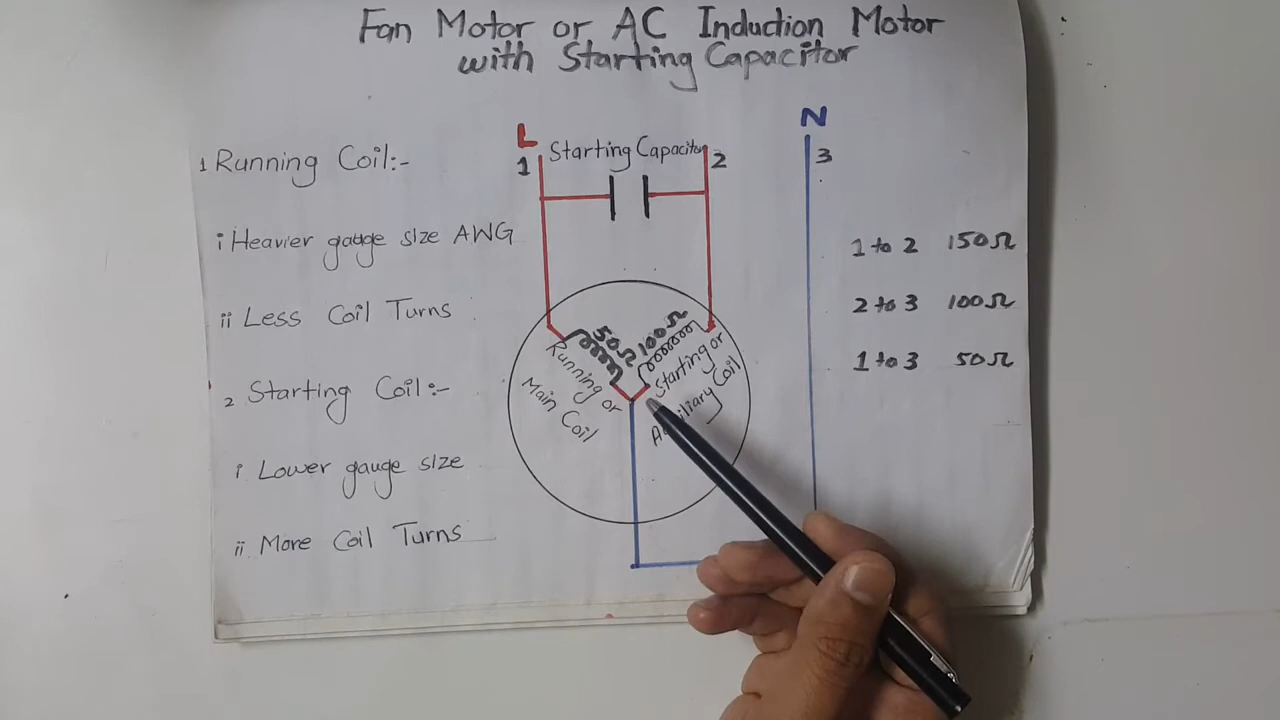 Fan Motor or AC Induction Motor
with Starting Capacitor
L
N
1
Starting Capacitor
2
3
1 Running Coil:-
i Heavier gauge size AWG
ii Less Coil Turns
2 Starting Coil:-
i Lower gauge size
ii More Coil Turns
50Ω
100Ω
Running or
Main Coil
Starting or
Auxiliary Coil
1 to 2 150Ω
2 to 3 100Ω
1 to 3 50Ω